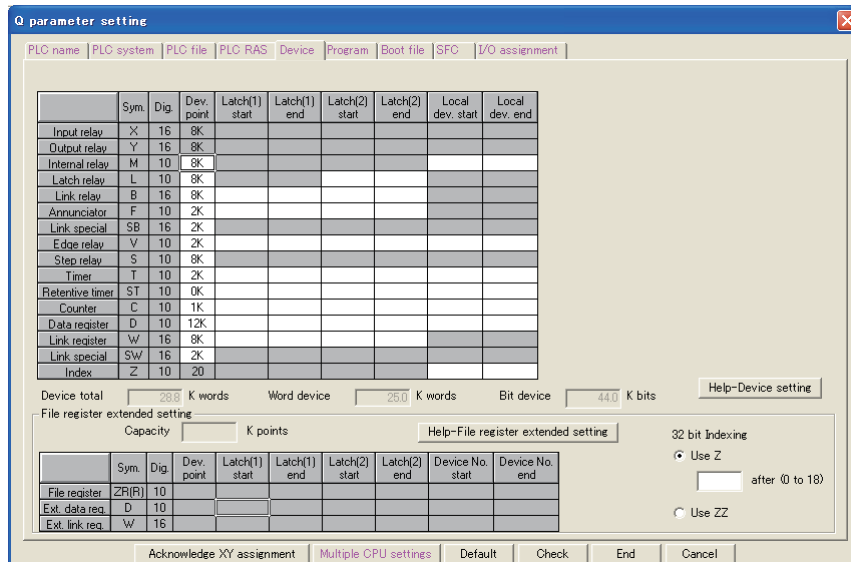 Q parameter setting
PLC name PLC system PLC file PLC RAS Device Program Boot file SFC I/O assignment
Sym. Dig. Dev. point Latch(1) start Latch(1) end Latch(2) start Latch(2) end Local dev. start Local dev. end
Input relay X 16 8K
Output relay Y 16 8K
Internal relay M 10 8K
Latch relay L 10 8K
Link relay B 16 8K
Annunciator F 10 2K
Link special SB 16 2K
Edge relay V 10 2K
Step relay S 10 8K
Timer T 10 2K
Retentive timer ST 10 0K
Counter C 10 1K
Data register D 10 12K
Link register W 16 8K
Link special SW 16 2K
Index Z 10 20
Device total 28.8 K words Word device 25.0 K words Bit device 44.0 K bits Help-Device setting
File register extended setting
Capacity K points Help-File register extended setting
32 bit Indexing
Use Z
after (0 to 18)
Use ZZ
Sym. Dig. Dev. point Latch(1) start Latch(1) end Latch(2) start Latch(2) end Device No. start Device No. end
File register ZR(R) 10
Ext. data reg. D 10
Ext. link reg. W 16
Acknowledge XY assignment Multiple CPU settings Default Check End Cancel